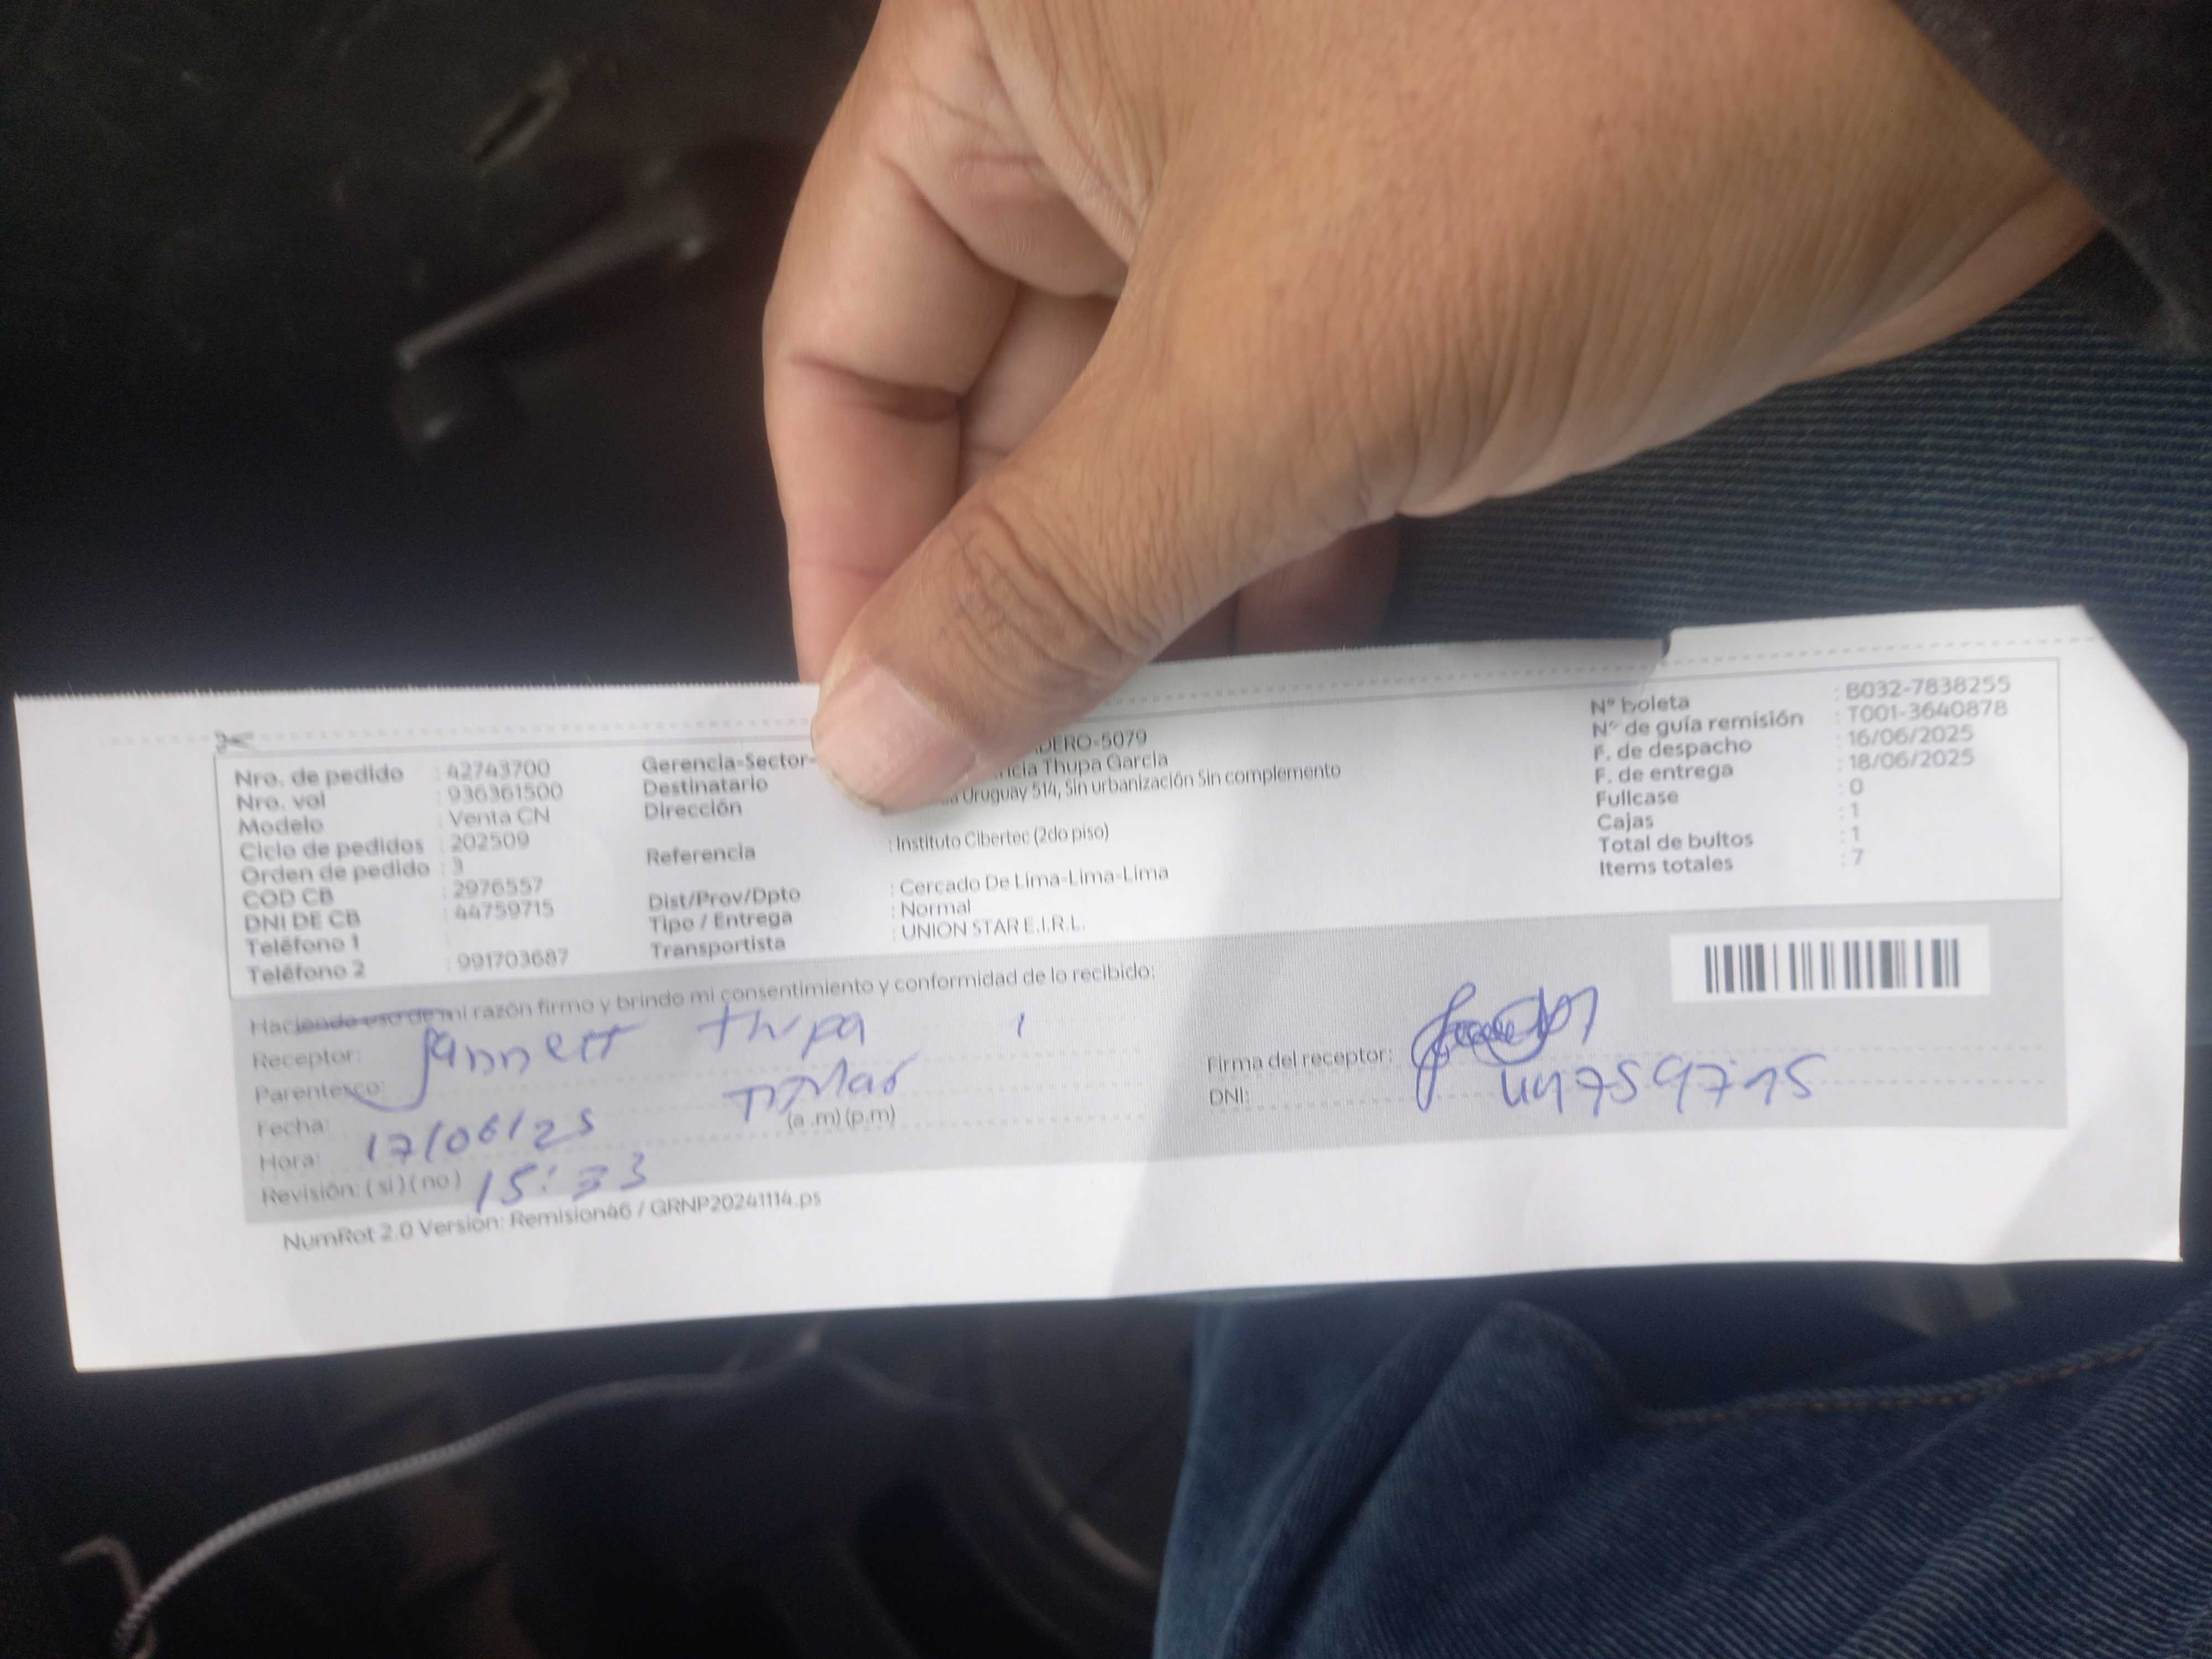 Nro. de pedido : 42743700
Nro. vol : 936361500
Modelo : Venta CN
Ciclo de pedidos : 202509
Orden de pedido : 3
COD CB : 2976557
DNI DE CB : 44759715
Teléfono 1
Teléfono 2 : 991703687
Gerencia-Sector- DERO-5079
Destinatario Thupa Garcia
Dirección Uruguay 514, Sin urbanización Sin complemento
Referencia : Instituto Cibertec (2do piso)
Dist/Prov/Dpto : Cercado De Lima-Lima-Lima
Tipo / Entrega : Normal
Transportista : UNION STAR E.I.R.L.
N° boleta : B032-7838255
N° de guía remisión : T001-3640878
F. de despacho : 16/06/2025
F. de entrega : 18/06/2025
Fullcase : 0
Cajas : 1
Total de bultos : 1
Items totales : 7
Haciendo uso de mi razón firmo y brindo mi consentimiento y conformidad de lo recibido:
Receptor: Jannett Thupa
Parentesco: Titular
Fecha: 17/06/25
Hora: (a .m) (p.m)
Revisión: ( si ) ( no ) 15:33
Firma del receptor:
DNI: 44759715
NumRot 2.0 Versión: Remision46 / GRNP20241114.ps